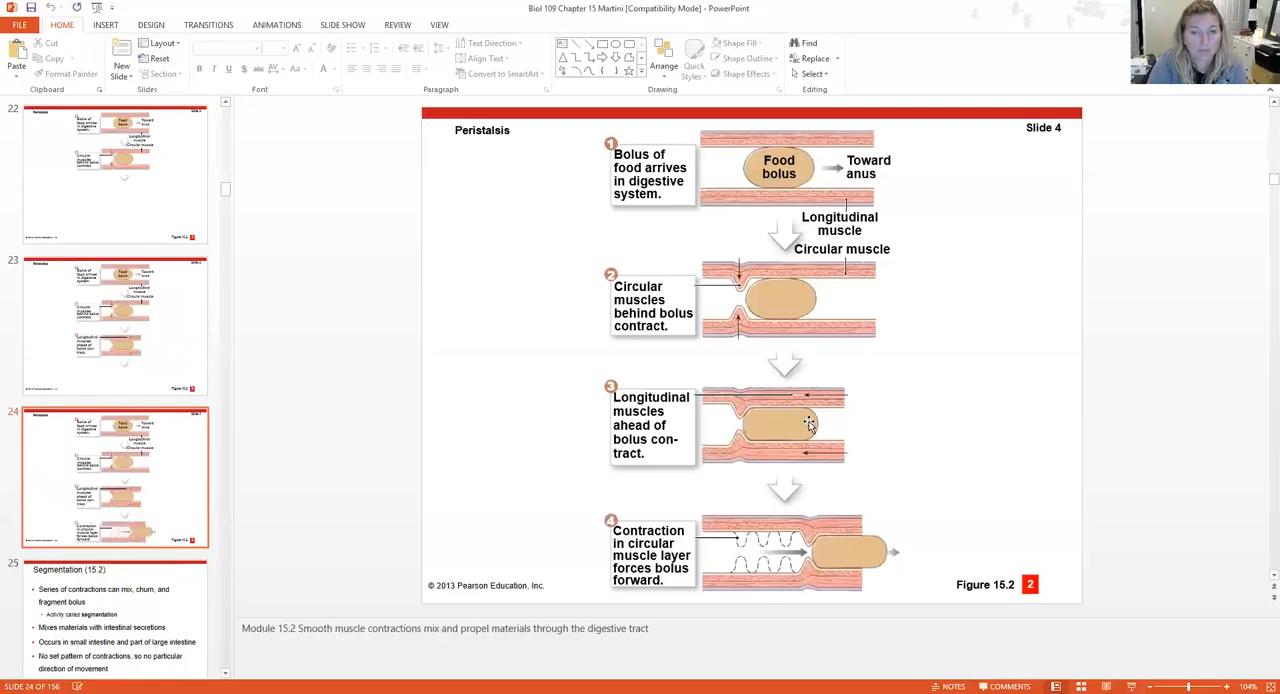 Biol 109 Chapter 15 Martini [Compatibility Mode] - PowerPoint
FILE HOME INSERT DESIGN TRANSITIONS ANIMATIONS SLIDE SHOW REVIEW VIEW
Paste
Cut
Copy
Format Painter
Clipboard
New
Slide
Layout
Reset
Section
Slides
Font
Text Direction
Align Text
Convert to SmartArt
Paragraph
Arrange
Quick
Styles
Shape Fill
Shape Outline
Shape Effects
Drawing
Find
Replace
Select
Editing
22
23
24
25
Segmentation (15.2)
• Series of contractions can mix, churn, and
fragment bolus
• Activity called segmentation
• Mixes materials with intestinal secretions
• Occurs in small intestine and part of large intestine
• No set pattern of contractions, so no particular
direction of movement
Peristalsis
Slide 4
1
Bolus of
food arrives
in digestive
system.
Food
bolus
Toward
anus
Longitudinal
muscle
Circular muscle
2
Circular
muscles
behind bolus
contract.
3
Longitudinal
muscles
ahead of
bolus con-
tract.
4
Contraction
in circular
muscle layer
forces bolus
forward.
© 2013 Pearson Education, Inc.
Figure 15.2 2
Module 15.2 Smooth muscle contractions mix and propel materials through the digestive tract
SLIDE 24 OF 156
NOTES
COMMENTS
104%